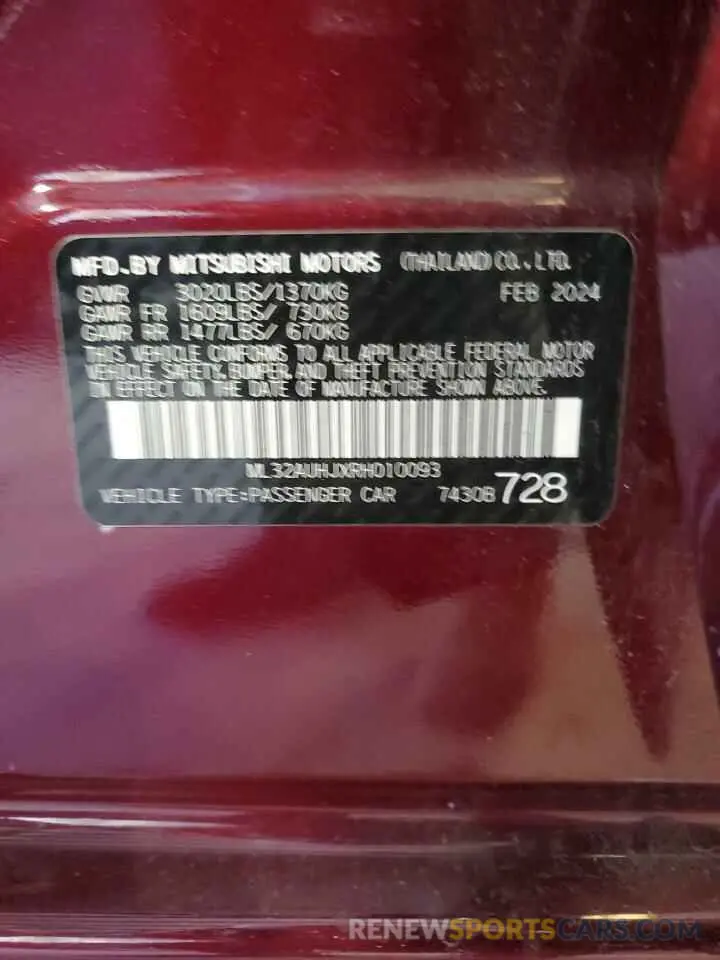 MFD.BY MITSUBISHI MOTORS (THAILAND) CO., LTD.
GVWR 3020LBS/1370KG FEB 2024
GAWR FR 1609LBS/ 730KG
GAWR RR 1477LBS/ 670KG
THIS VEHICLE CONFORMS TO ALL APPLICABLE FEDERAL MOTOR
VEHICLE SAFETY, BUMPER, AND THEFT PREVENTION STANDARDS
IN EFFECT ON THE DATE OF MANUFACTURE SHOWN ABOVE.
ML32AUHJXRH010093
VEHICLE TYPE:PASSENGER CAR 7430B 728
RENEWSPORTSCARS.COM